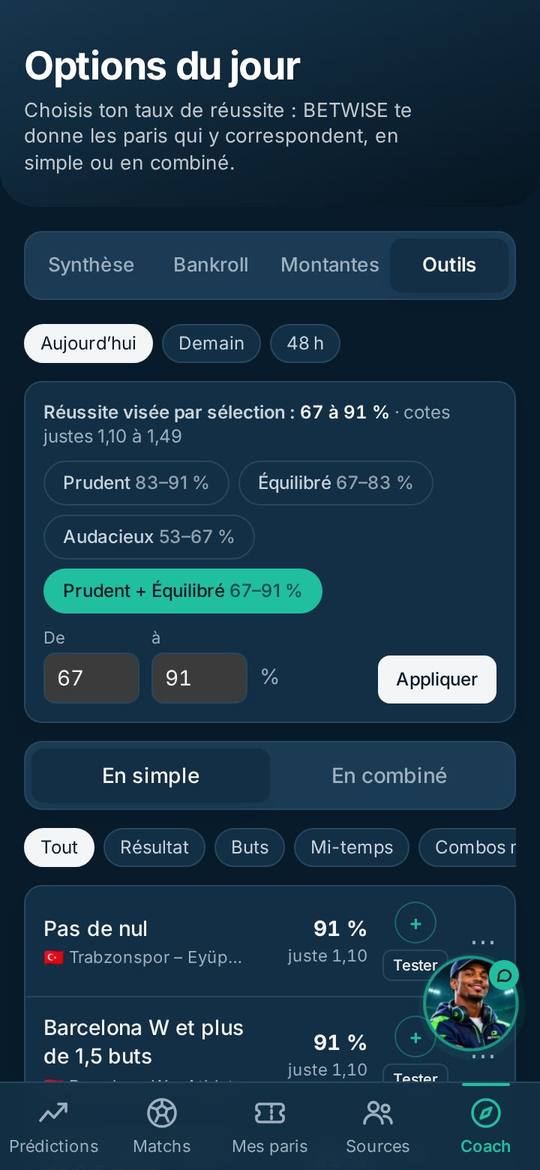 Options du jour
Choisis ton taux de réussite : BETWISE te
donne les paris qui y correspondent, en
simple ou en combiné.
Synthèse Bankroll Montantes Outils
Aujourd'hui Demain 48 h
Réussite visée par sélection : 67 à 91 % · cotes
justes 1,10 à 1,49
Prudent 83–91 % Équilibré 67–83 %
Audacieux 53–67 %
Prudent + Équilibré 67–91 %
De à
67 91 % Appliquer
En simple En combiné
Tout Résultat Buts Mi-temps Combos
Pas de nul 91 % +
Trabzonspor – Eyüp... juste 1,10 Tester ...
Barcelona W et plus
de 1,5 buts 91 % +
juste 1,10 Tester ...
Prédictions Matchs Mes paris Sources Coach